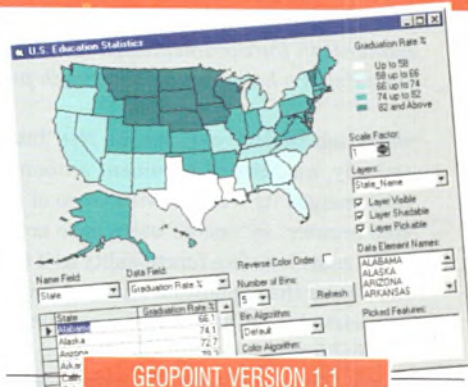 U.S. Education Statistics
Graduation Rate %
Up to 58
58 up to 66
66 up to 74
74 up to 82
82 and Above
Scale Factor:
1
Layers:
State_Name
Layer Visible
Layer Shadable
Layer Pickable
Data Element Names:
ALABAMA
ALASKA
ARIZONA
ARKANSAS
Picked Features:
Name Field:
State
Data Field:
Graduation Rate %
Reverse Color Order
Number of Bins:
5
Refresh
Bin Algorithm:
Default
Color Algorithm:
State Graduation Rate %
Alabama 66.1
Alaska 74.1
Arizona 72.7
GEOPOINT VERSION 1.1